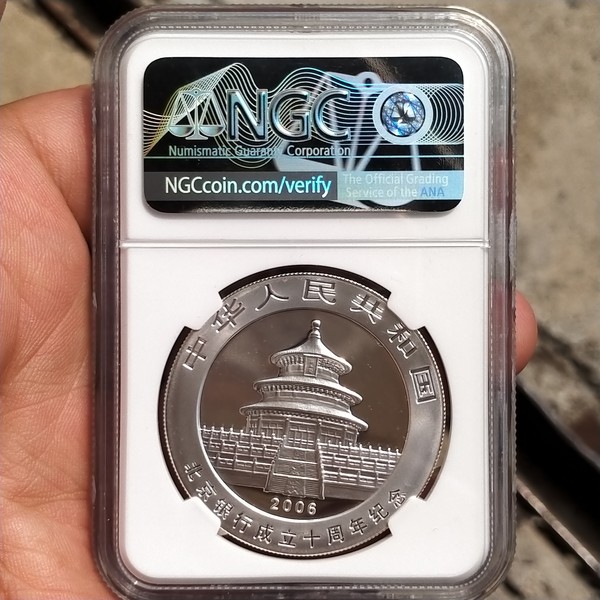 NGC
Numismatic Guaranty Corporation
NGCcoin.com/verify
The Official Grading
Service of the ANA
中华人民共和国
2006
北京银行成立十周年纪念